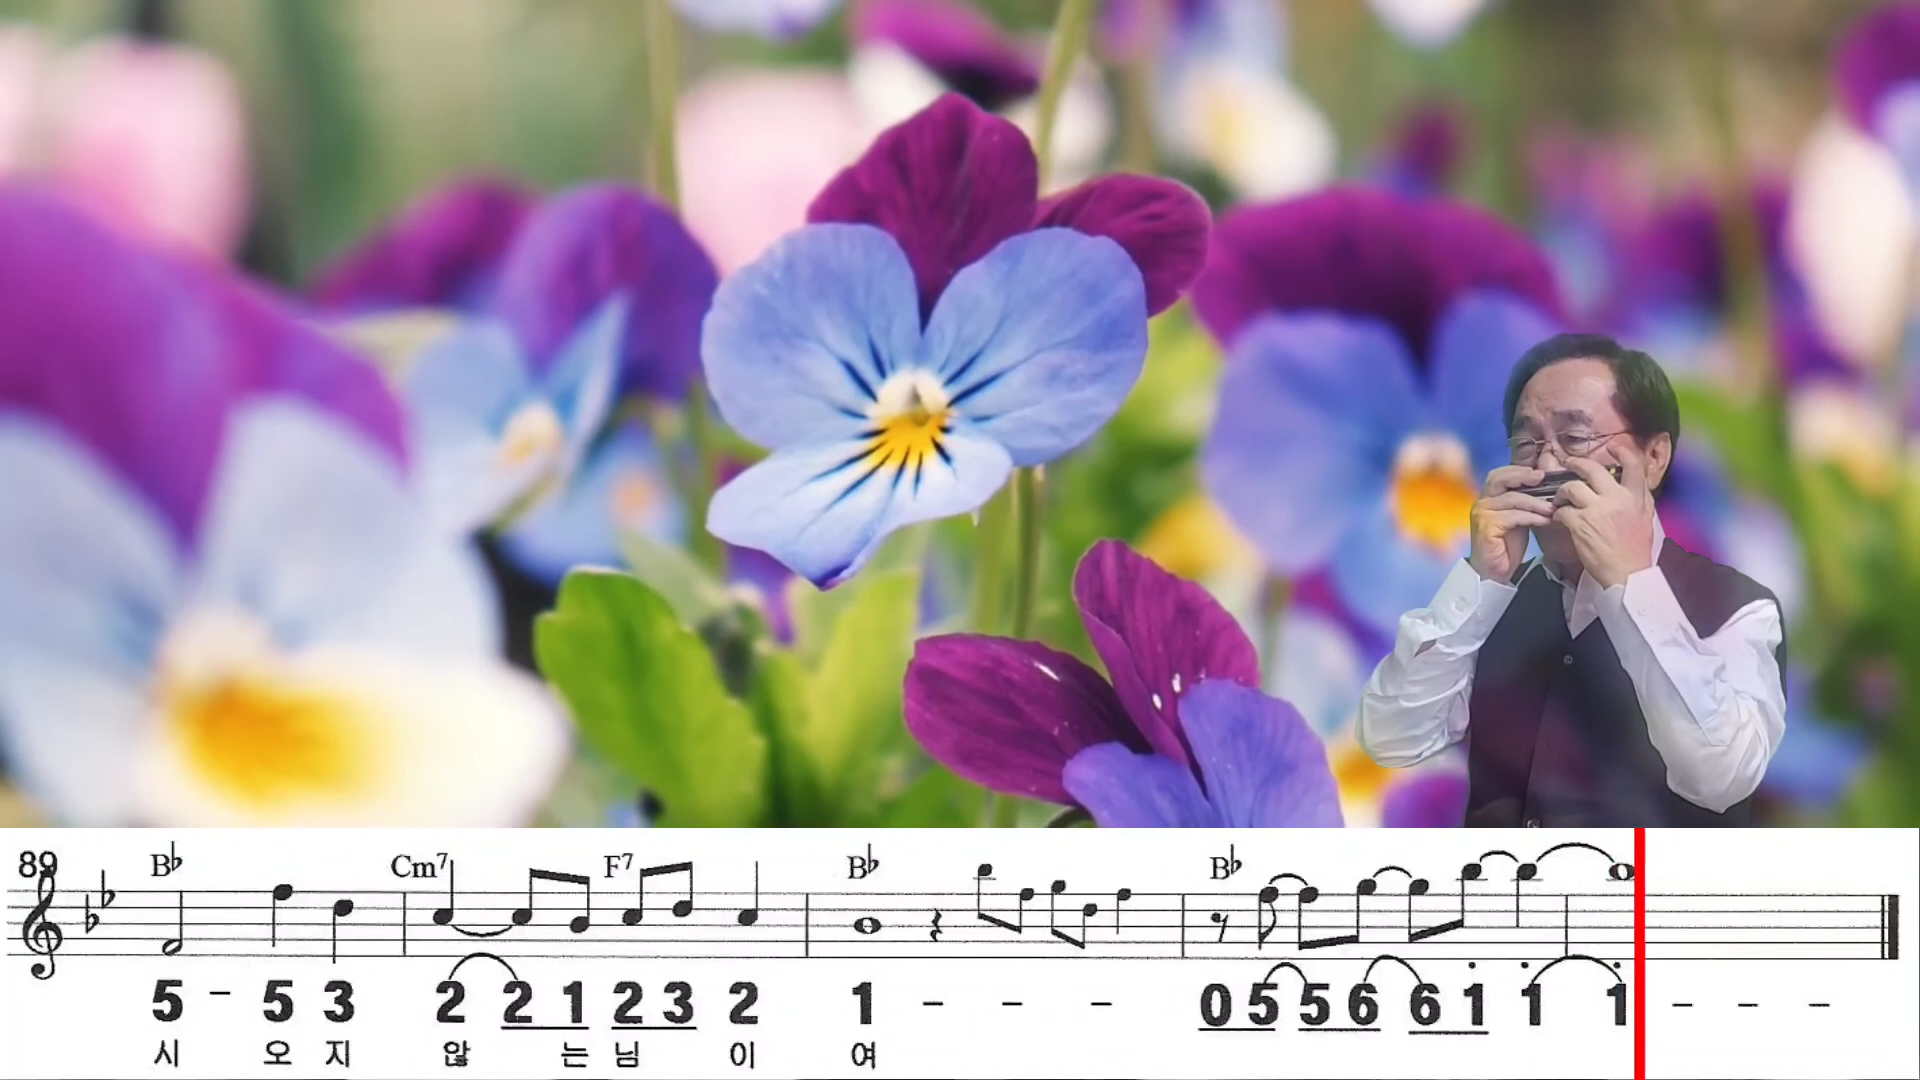 89 B♭ Cm7 F7 B♭ B♭
5 - 5 3 2 2 1 2 3 2 1 - - - 0 5 5 6 6 1 1 1 - - -
시 오 지 않 는 님 이 여